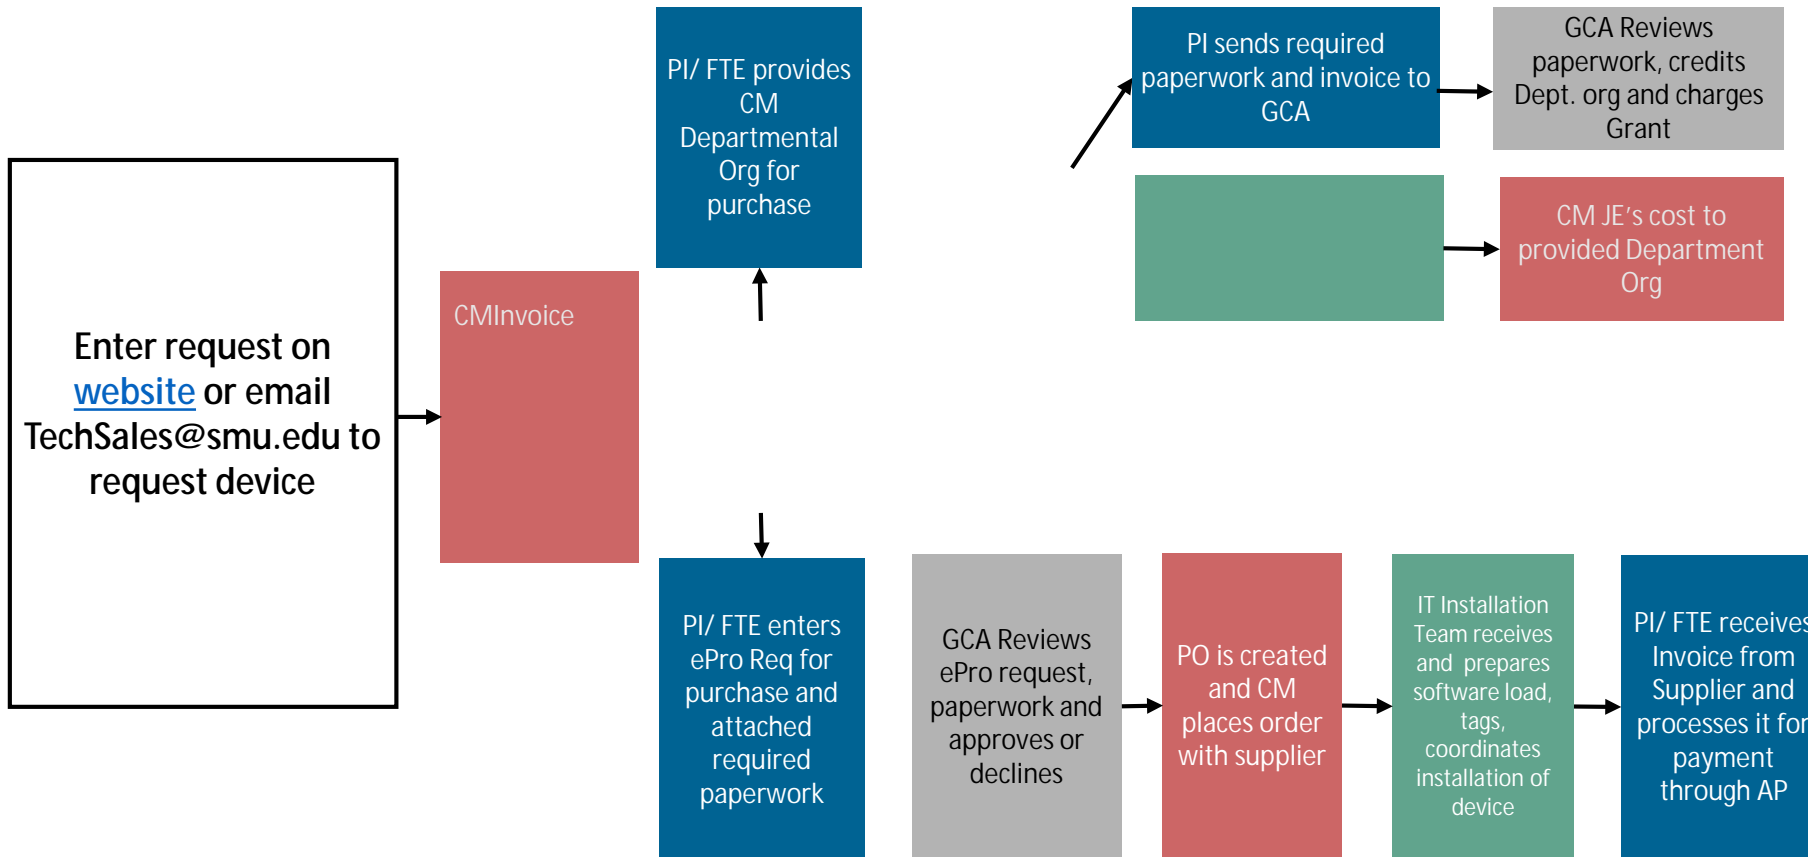 Enter request on
website or email
TechSales@smu.edu to
request device
CMInvoice
PI/ FTE provides
CM
Departmental
Org for
purchase
PI sends required
paperwork and invoice to
GCA
GCA Reviews
paperwork, credits
Dept. org and charges
Grant
CM JE's cost to
provided Department
Org
PI/ FTE enters
ePro Req for
purchase and
attached
required
paperwork
GCA Reviews
ePro request,
paperwork and
approves or
declines
PO is created
and CM
places order
with supplier
IT Installation
Team receives
and prepares
software load,
tags,
coordinates
installation of
device
PI/ FTE receives
Invoice from
Supplier and
processes it for
payment
through AP